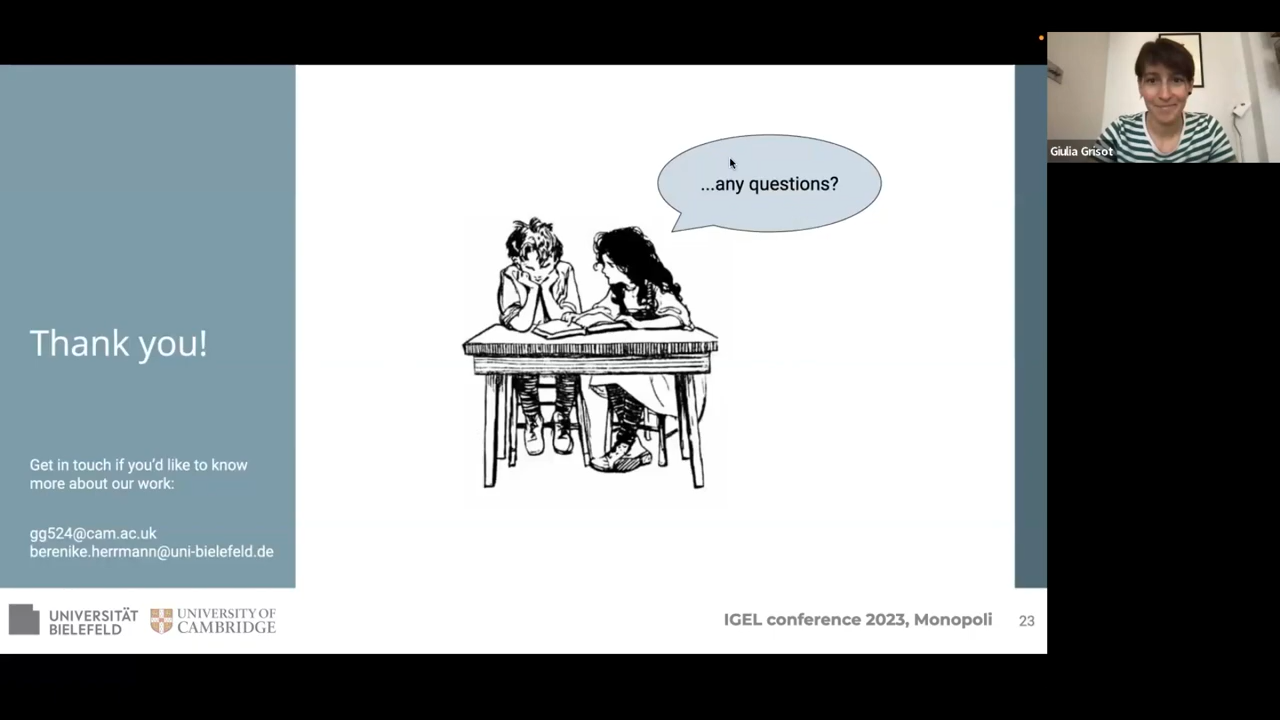 Giulia Grisot
...any questions?
Thank you!
Get in touch if you'd like to know
more about our work:
gg524@cam.ac.uk
berenike.herrmann@uni-bielefeld.de
UNIVERSITÄT
BIELEFELD
UNIVERSITY OF
CAMBRIDGE
IGEL conference 2023, Monopoli
23